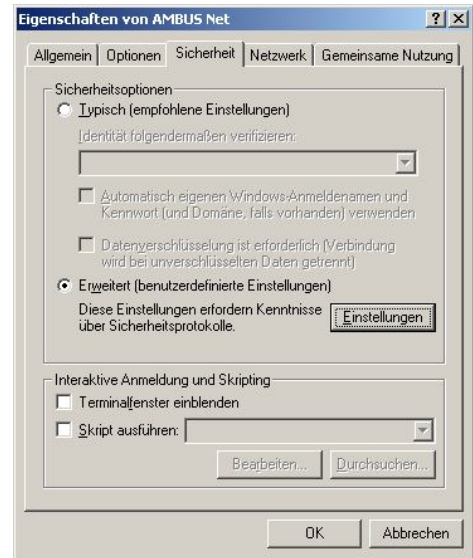 Eigenschaften von AMBUS Net
Allgemein Optionen Sicherheit Netzwerk Gemeinsame Nutzung
Sicherheitsoptionen
Typisch (empfohlene Einstellungen)
Identität folgendermaßen verifizieren:
Automatisch eigenen Windows-Anmeldenamen und
Kennwort (und Domäne, falls vorhanden) verwenden
Datenverschlüsselung ist erforderlich (Verbindung
wird bei unverschlüsselten Daten getrennt)
Erweitert (benutzerdefinierte Einstellungen)
Diese Einstellungen erfordern Kenntnisse
über Sicherheitsprotokolle.
Einstellungen
Interaktive Anmeldung und Skripting
Terminalfenster einblenden
Skript ausführen:
Bearbeiten... Durchsuchen...
OK Abbrechen